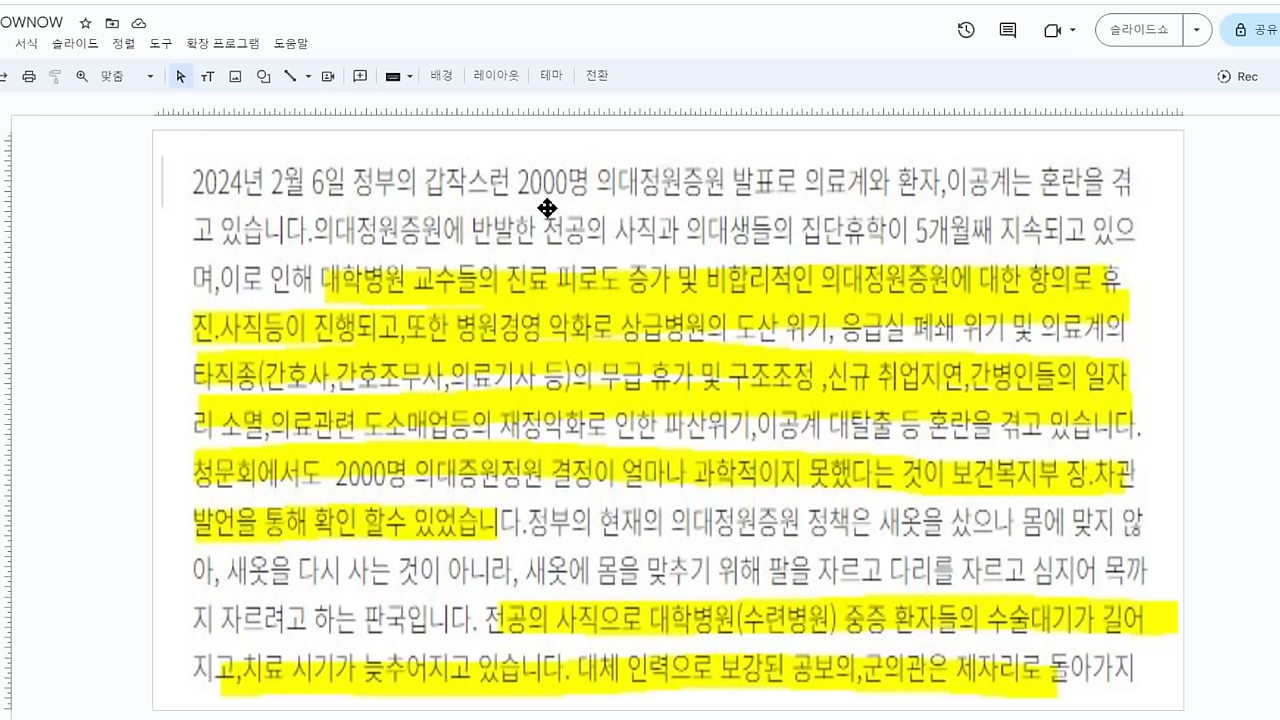 OWNOW
서식 슬라이드 정렬 도구 확장 프로그램 도움말
슬라이드쇼 공유
맞춤 배경 레이아웃 테마 전환 Rec
2024년 2월 6일 정부의 갑작스런 2000명 의대정원증원 발표로 의료계와 환자,이공계는 혼란을 겪
고 있습니다.의대정원증원에 반발한 전공의 사직과 의대생들의 집단휴학이 5개월째 지속되고 있으
며,이로 인해 대학병원 교수들의 진료 피로도 증가 및 비합리적인 의대정원증원에 대한 항의로 휴
진.사직등이 진행되고,또한 병원경영 악화로 상급병원의 도산 위기, 응급실 폐쇄 위기 및 의료계의
타직종(간호사,간호조무사,의료기사 등)의 무급 휴가 및 구조조정 ,신규 취업지연,간병인들의 일자
리 소멸,의료관련 도소매업등의 재정악화로 인한 파산위기,이공계 대탈출 등 혼란을 겪고 있습니다.
청문회에서도 2000명 의대증원정원 결정이 얼마나 과학적이지 못했다는 것이 보건복지부 장.차관
발언을 통해 확인 할수 있었습니다.정부의 현재의 의대정원증원 정책은 새옷을 샀으나 몸에 맞지 않
아, 새옷을 다시 사는 것이 아니라, 새옷에 몸을 맞추기 위해 팔을 자르고 다리를 자르고 심지어 목까
지 자르려고 하는 판국입니다. 전공의 사직으로 대학병원(수련병원) 중증 환자들의 수술대기가 길어
지고,치료 시기가 늦추어지고 있습니다. 대체 인력으로 보강된 공보의,군의관은 제자리로 돌아가지